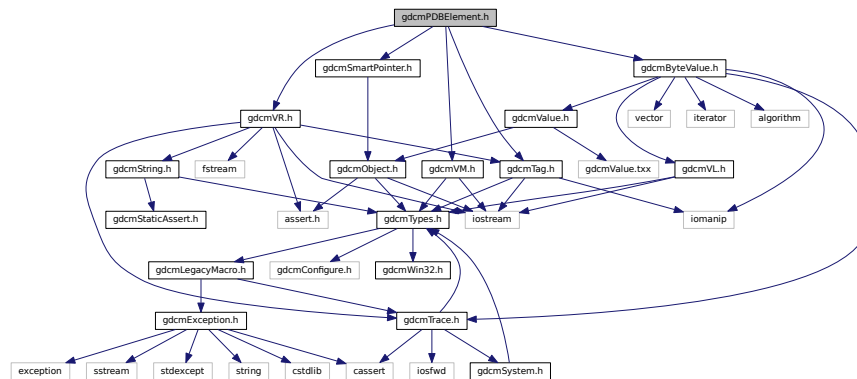 gdcmPDBElement.h
gdcmSmartPointer.h
gdcmByteValue.h
gdcmVR.h
gdcmValue.h
vector
iterator
algorithm
gdcmString.h
fstream
gdcmObject.h
gdcmVM.h
gdcmTag.h
gdcmValue.txx
gdcmVL.h
gdcmStaticAssert.h
assert.h
gdcmTypes.h
iostream
iomanip
gdcmLegacyMacro.h
gdcmConfigure.h
gdcmWin32.h
gdcmException.h
gdcmTrace.h
exception
sstream
stdexcept
string
cstdlib
cassert
iosfwd
gdcmSystem.h